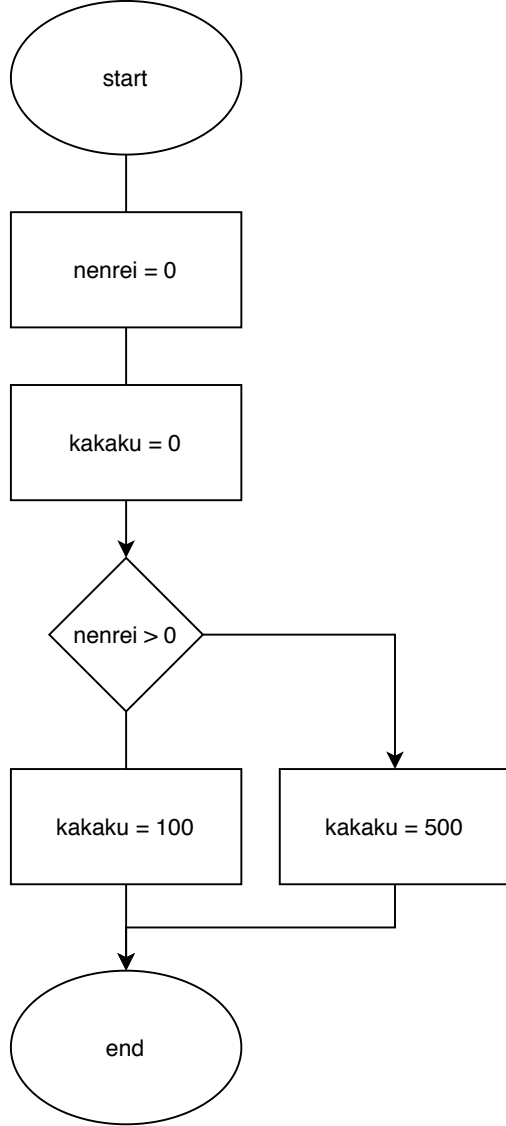 start
nenrei = 0
kakaku = 0
nenrei > 0
kakaku = 100
kakaku = 500
end